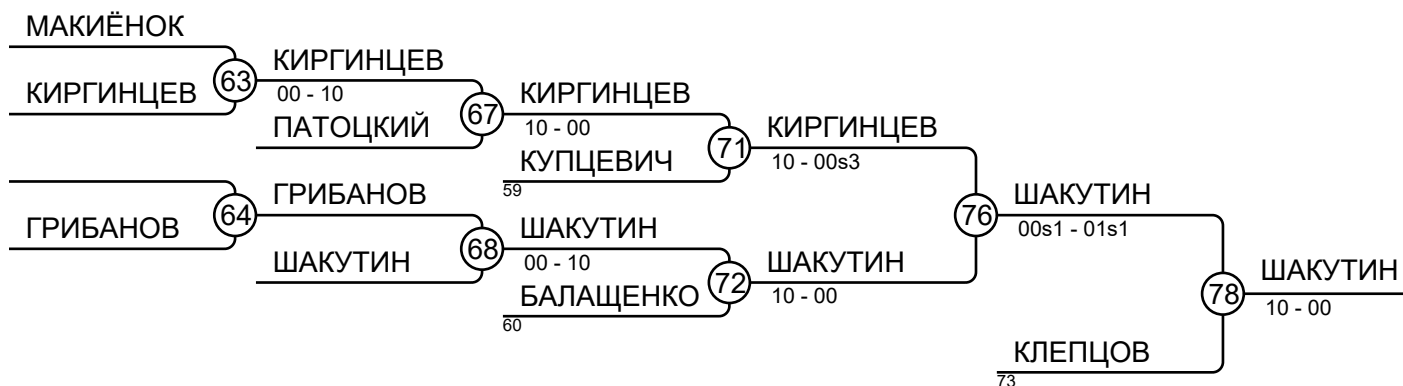 МАКИЁНОК
КИРГИНЦЕВ
63
КИРГИНЦЕВ
00 - 10
ПАТОЦКИЙ
67
КИРГИНЦЕВ
10 - 00
КУПЦЕВИЧ
59
71
КИРГИНЦЕВ
10 - 00s3
ГРИБАНОВ
64
ГРИБАНОВ
ШАКУТИН
68
ШАКУТИН
00 - 10
БАЛАЩЕНКО
60
72
ШАКУТИН
10 - 00
76
ШАКУТИН
00s1 - 01s1
КЛЕПЦОВ
73
78
ШАКУТИН
10 - 00